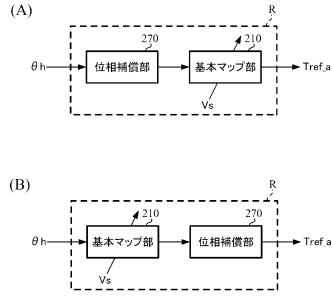 (A)
R
270
210
θh
位相補償部
基本マップ部
Tref_a
Vs
(B)
R
210
270
θh
基本マップ部
位相補償部
Tref_a
Vs